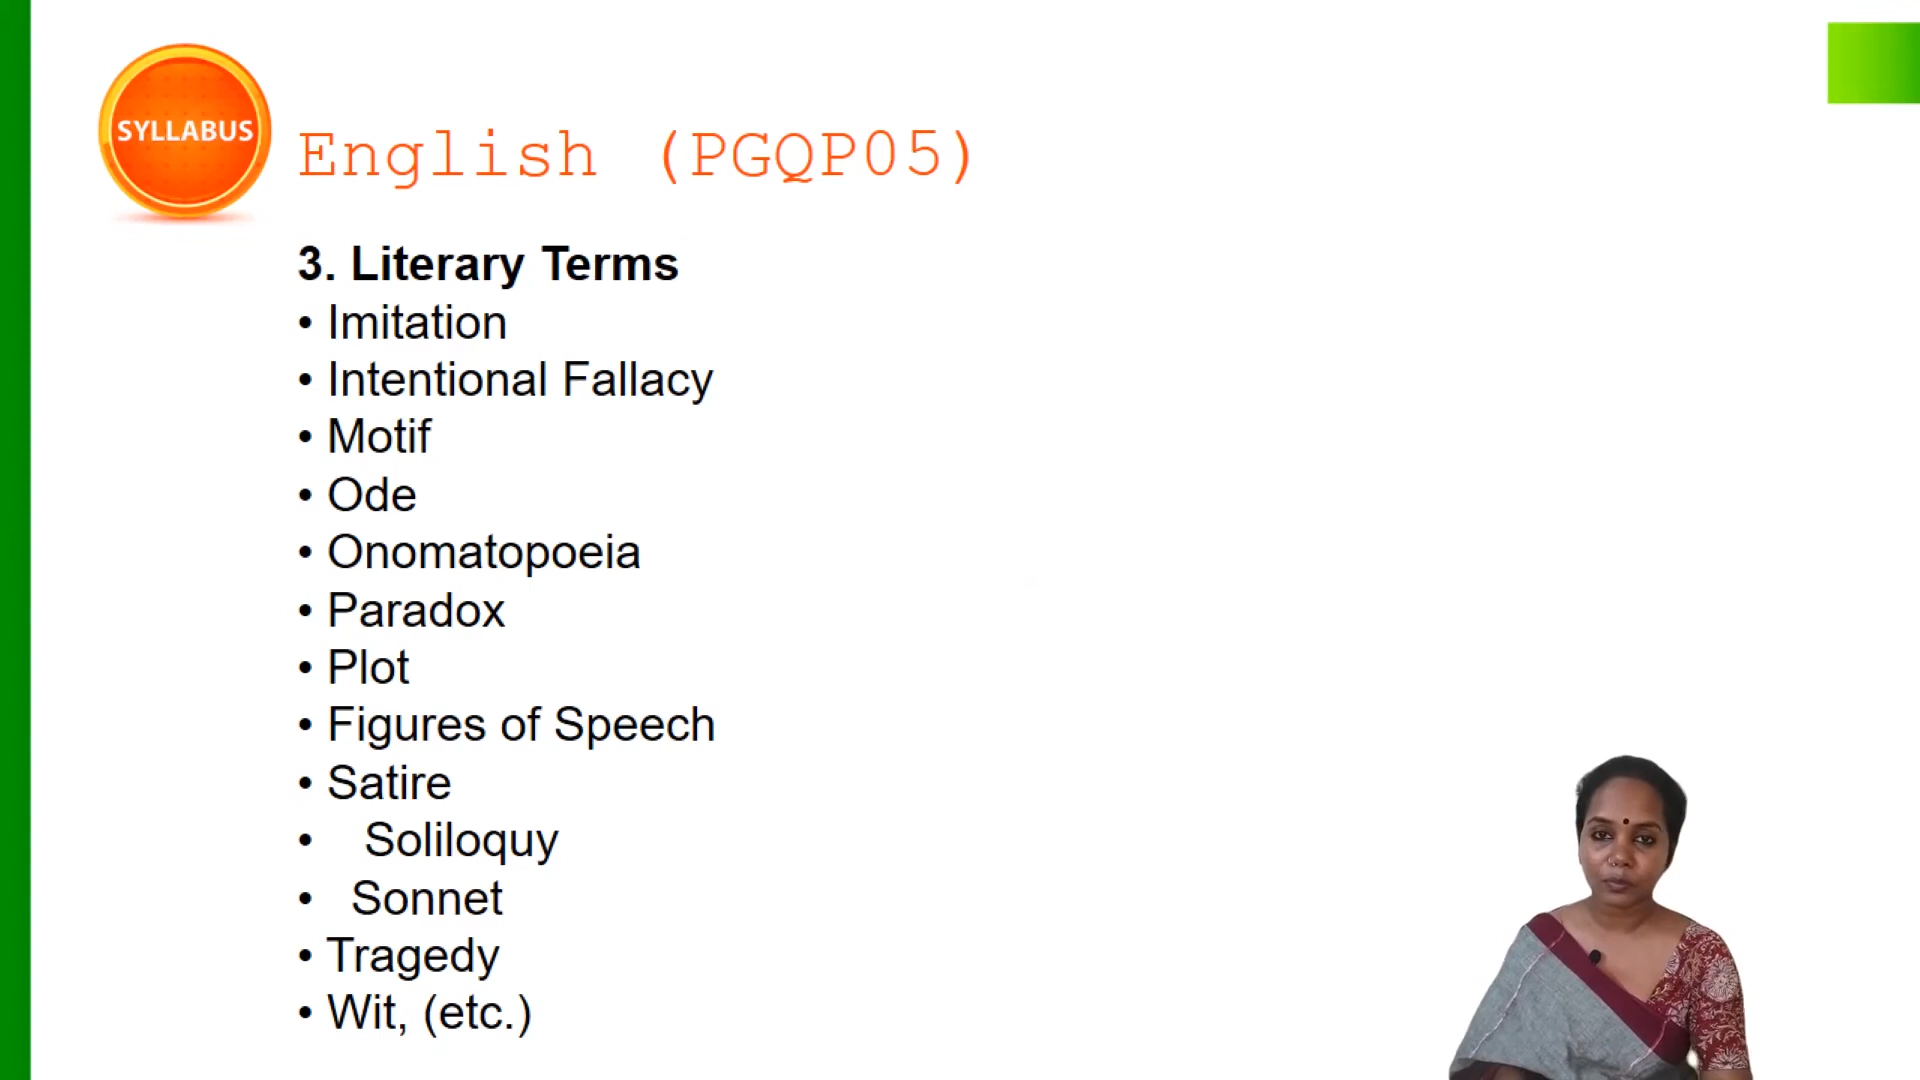 SYLLABUS
English (PGQP05)
3. Literary Terms
• Imitation
• Intentional Fallacy
• Motif
• Ode
• Onomatopoeia
• Paradox
• Plot
• Figures of Speech
• Satire
• Soliloquy
• Sonnet
• Tragedy
• Wit, (etc.)